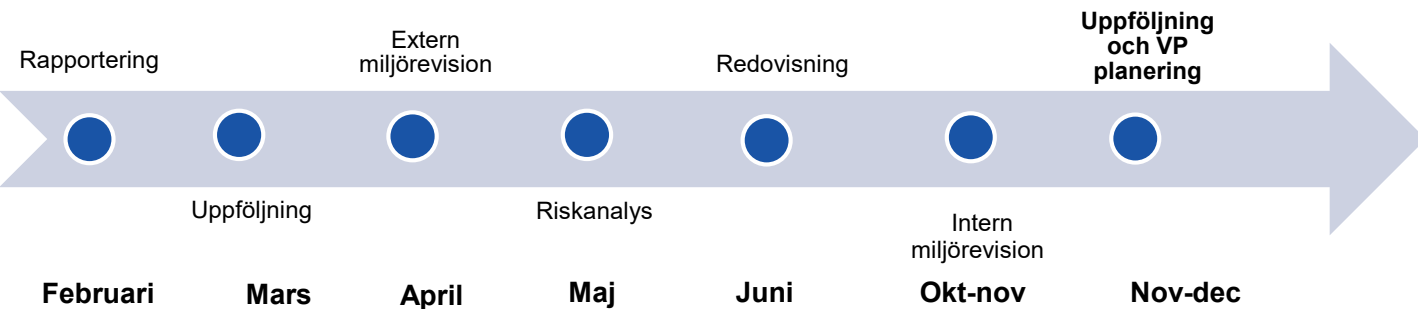 Rapportering
Extern
miljörevision
Redovisning
Uppföljning
och VP
planering
Uppföljning
Riskanalys
Intern
miljörevision
Februari
Mars
April
Maj
Juni
Okt-nov
Nov-dec